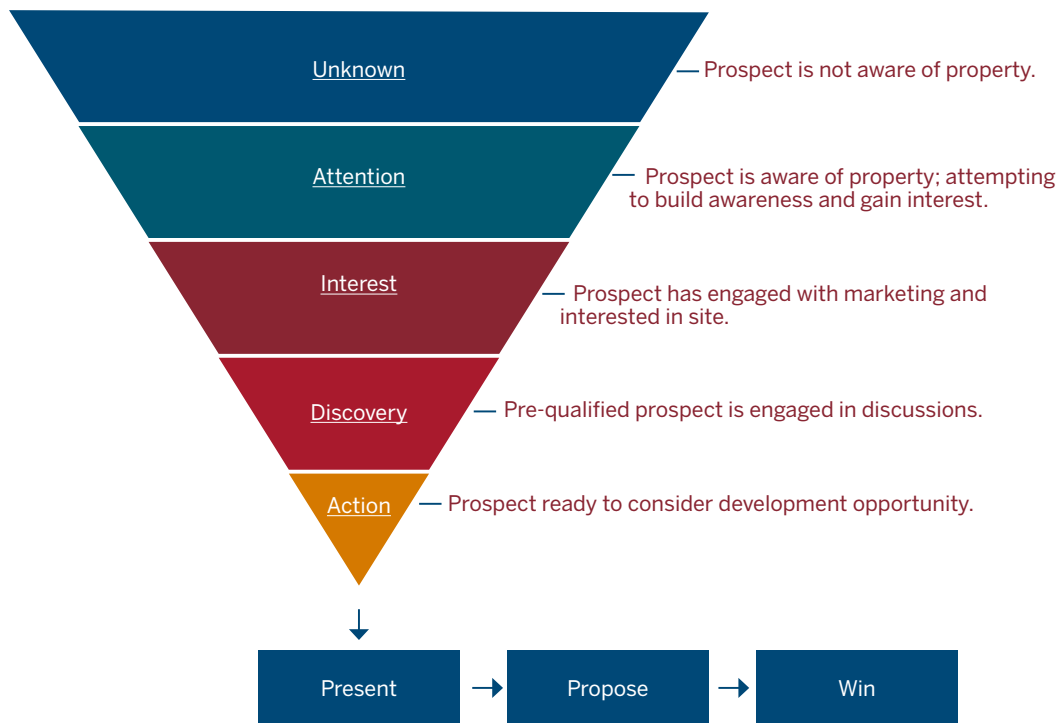 Unknown
Prospect is not aware of property.
Attention
Prospect is aware of property; attempting
to build awareness and gain interest.
Interest
Prospect has engaged with marketing and
interested in site.
Discovery
Pre-qualified prospect is engaged in discussions.
Action
Prospect ready to consider development opportunity.
Present
Propose
Win